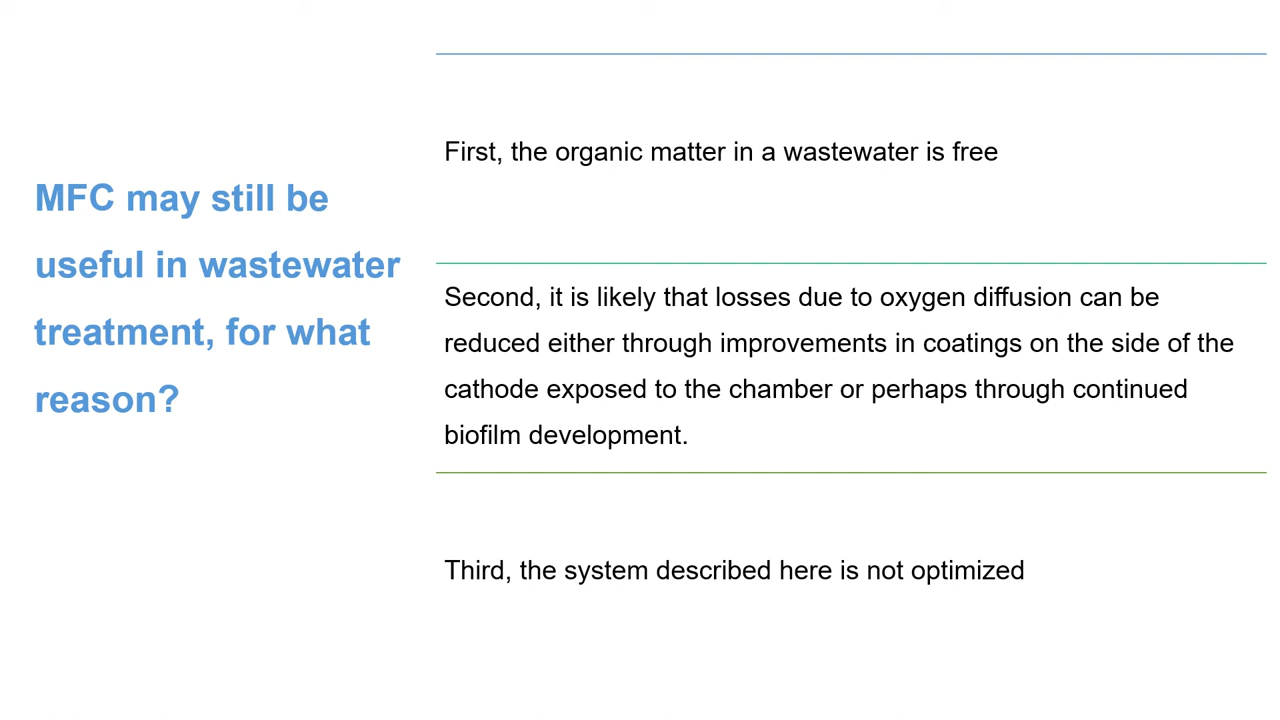 MFC may still be
useful in wastewater
treatment, for what
reason?
First, the organic matter in a wastewater is free
Second, it is likely that losses due to oxygen diffusion can be
reduced either through improvements in coatings on the side of the
cathode exposed to the chamber or perhaps through continued
biofilm development.
Third, the system described here is not optimized